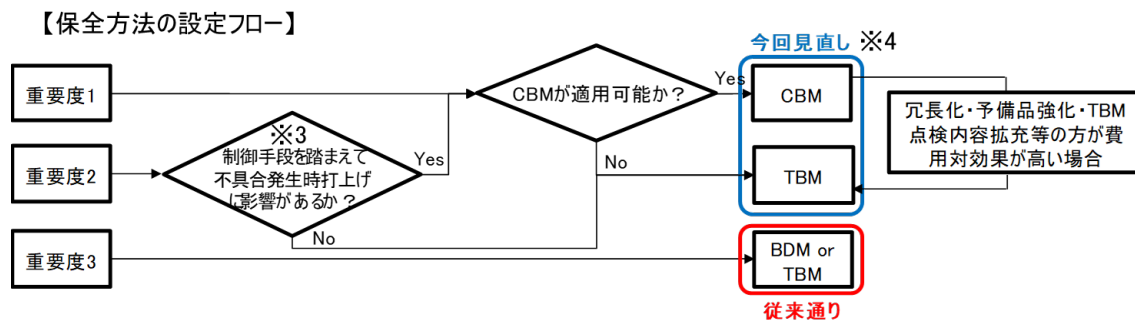 【保全方法の設定フロー】
今回見直し ※4
重要度1
CBMが適用可能か?
Yes
CBM
冗長化・予備品強化・TBM
点検内容拡充等の方が費
用対効果が高い場合
重要度2
※3
制御手段を踏まえて
不具合発生時打上げ
に影響があるか?
Yes
No
TBM
No
重要度3
BDM or
TBM
従来通り